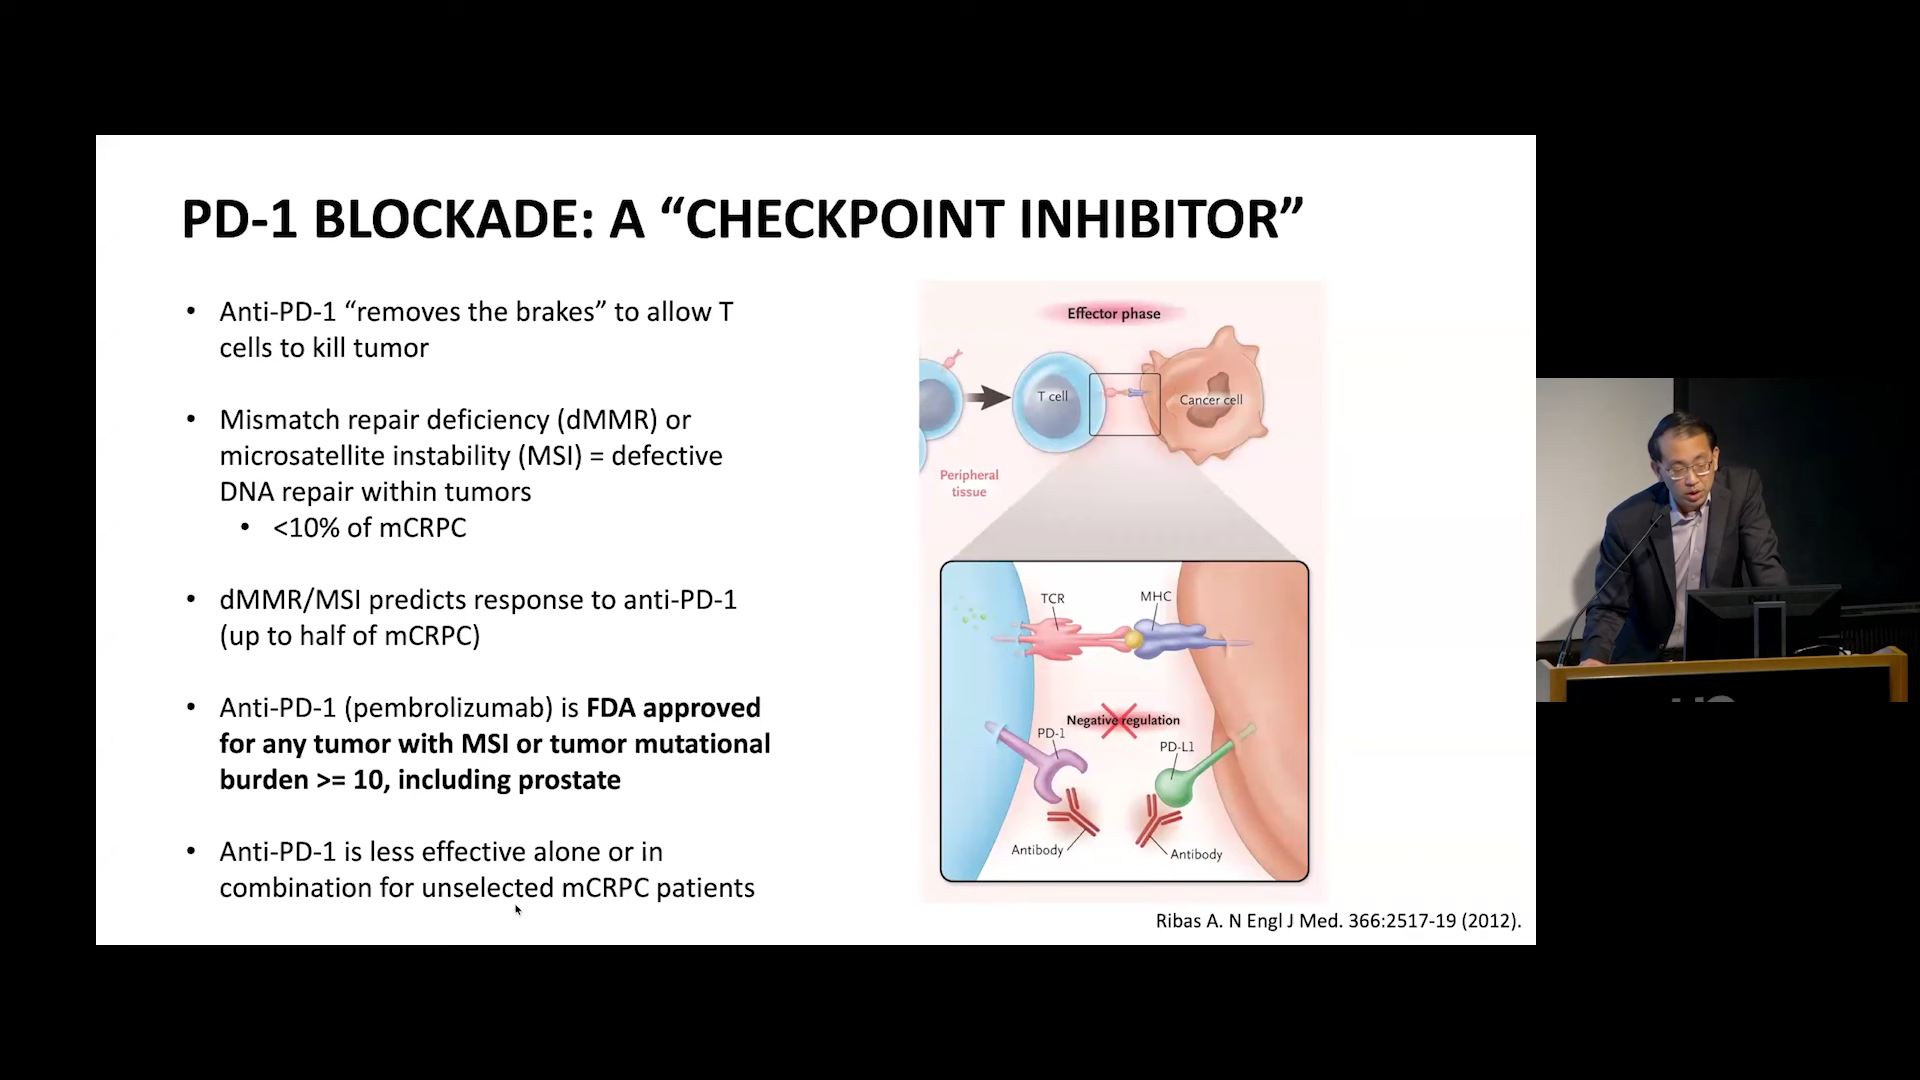 PD-1 BLOCKADE: A “CHECKPOINT INHIBITOR”
• Anti-PD-1 “removes the brakes” to allow T
cells to kill tumor
• Mismatch repair deficiency (dMMR) or
microsatellite instability (MSI) = defective
DNA repair within tumors
• <10% of mCRPC
• dMMR/MSI predicts response to anti-PD-1
(up to half of mCRPC)
• Anti-PD-1 (pembrolizumab) is FDA approved
for any tumor with MSI or tumor mutational
burden >= 10, including prostate
• Anti-PD-1 is less effective alone or in
combination for unselected mCRPC patients
Effector phase
T cell
Cancer cell
Peripheral
tissue
TCR
MHC
Negative regulation
PD-1
PD-L1
Antibody
Antibody
Ribas A. N Engl J Med. 366:2517-19 (2012).